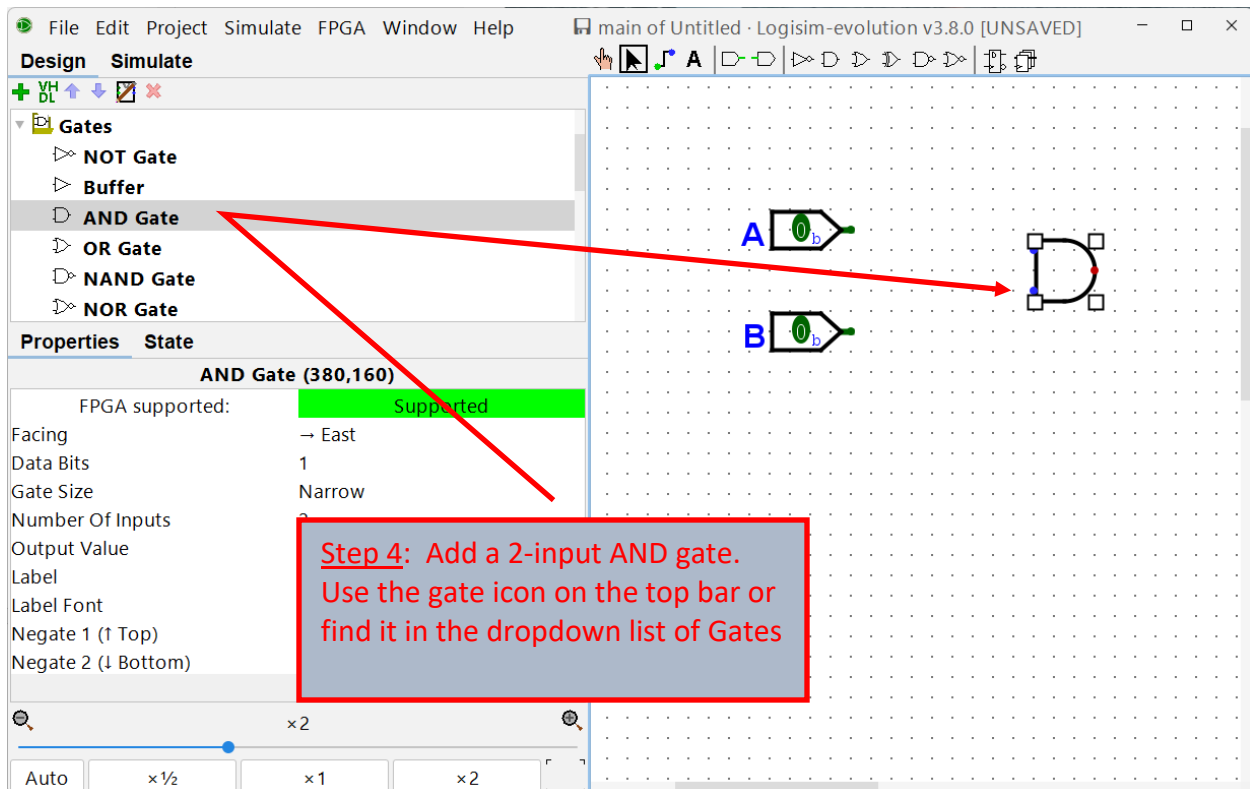 File Edit Project Simulate FPGA Window Help
main of Untitled · Logisim-evolution v3.8.0 [UNSAVED]
Design Simulate
A
VH
DL
Gates
NOT Gate
Buffer
AND Gate
OR Gate
NAND Gate
NOR Gate
Properties State
AND Gate (380,160)
FPGA supported: Supported
Facing → East
Data Bits 1
Gate Size Narrow
Number Of Inputs
Output Value
Label
Label Font
Negate 1 (↑ Top)
Negate 2 (↓ Bottom)
×2
Auto ×½ ×1 ×2
A 0 b
B 0 b
Step 4: Add a 2-input AND gate.
Use the gate icon on the top bar or
find it in the dropdown list of Gates